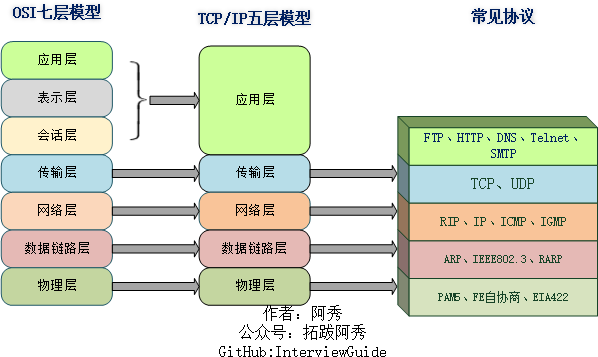 OSI七层模型
TCP/IP五层模型
常见协议
应用层
表示层
会话层
传输层
网络层
数据链路层
物理层
应用层
传输层
网络层
数据链路层
物理层
FTP、HTTP、DNS、Telnet、
SMTP
TCP、UDP
RIP、IP、ICMP、IGMP
ARP、IEEE802.3、RARP
PAM5、FE自协商、EIA422
作者：阿秀
公众号：拓跋阿秀
GitHub:InterviewGuide